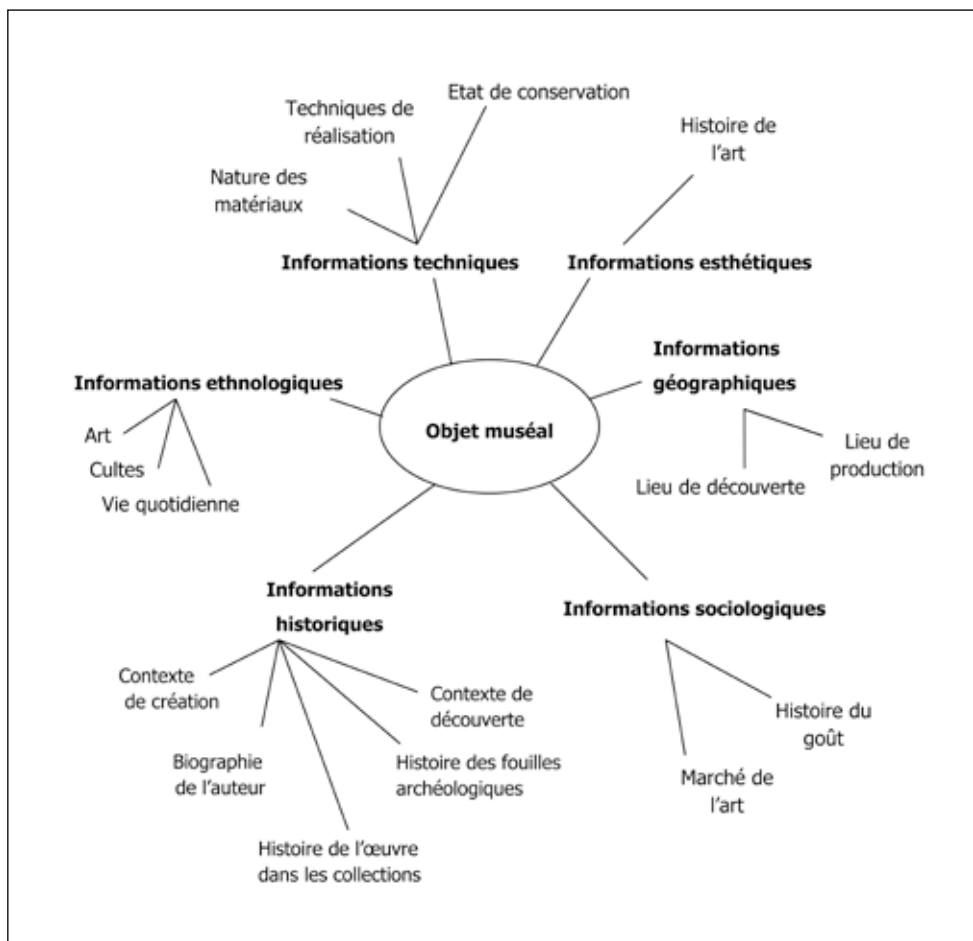 Etat de conservation
Techniques de
réalisation
Histoire de
l'art
Nature des
matériaux
Informations techniques
Informations esthétiques
Informations
géographiques
Informations ethnologiques
Objet muséal
Art
Cultes
Vie quotidienne
Lieu de
production
Lieu de découverte
Informations
historiques
Informations sociologiques
Contexte
de création
Contexte de
découverte
Biographie
de l'auteur
Histoire des fouilles
archéologiques
Histoire de l'œuvre
dans les collections
Histoire du
goût
Marché de
l'art